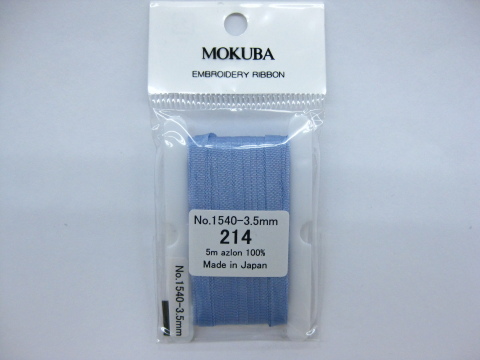 MOKUBA
EMBROIDERY RIBBON
No.1540-3.5mm
214
5m azlon 100%
Made in Japan
No.1540-3.5mm